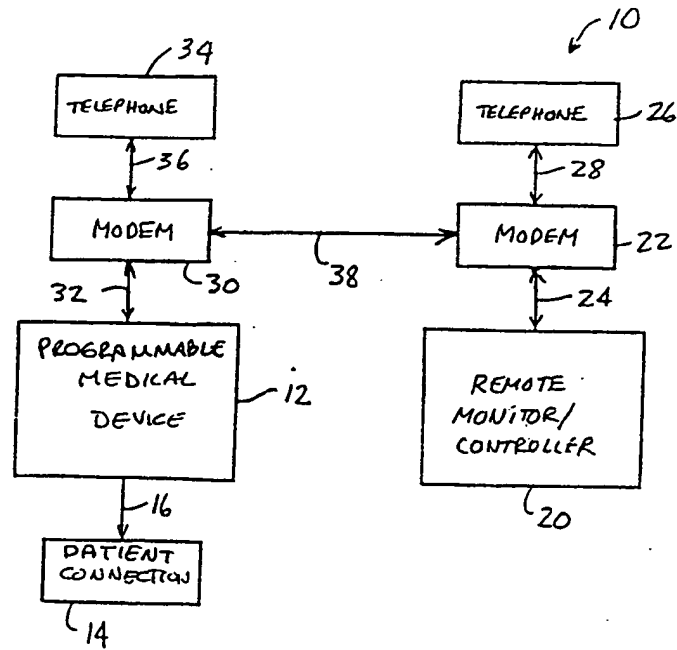 10
34
TELEPHONE
TELEPHONE
26
36
28
MODEM
MODEM
22
30
38
32
24
PROGRAMMABLE
MEDICAL
DEVICE
12
REMOTE
MONITOR/
CONTROLLER
16
20
PATIENT
CONNECTION
14